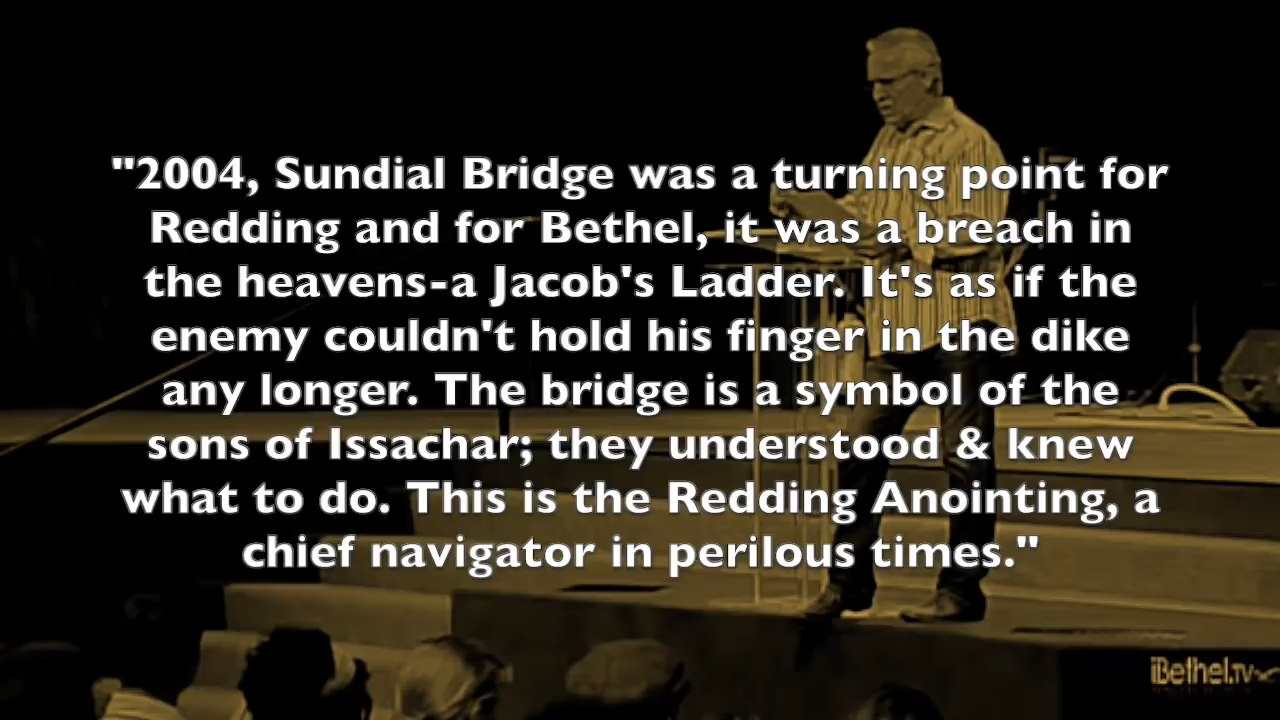 "2004, Sundial Bridge was a turning point for
Redding and for Bethel, it was a breach in
the heavens-a Jacob's Ladder. It's as if the
enemy couldn't hold his finger in the dike
any longer. The bridge is a symbol of the
sons of Issachar; they understood & knew
what to do. This is the Redding Anointing, a
chief navigator in perilous times."
iBethel.tv